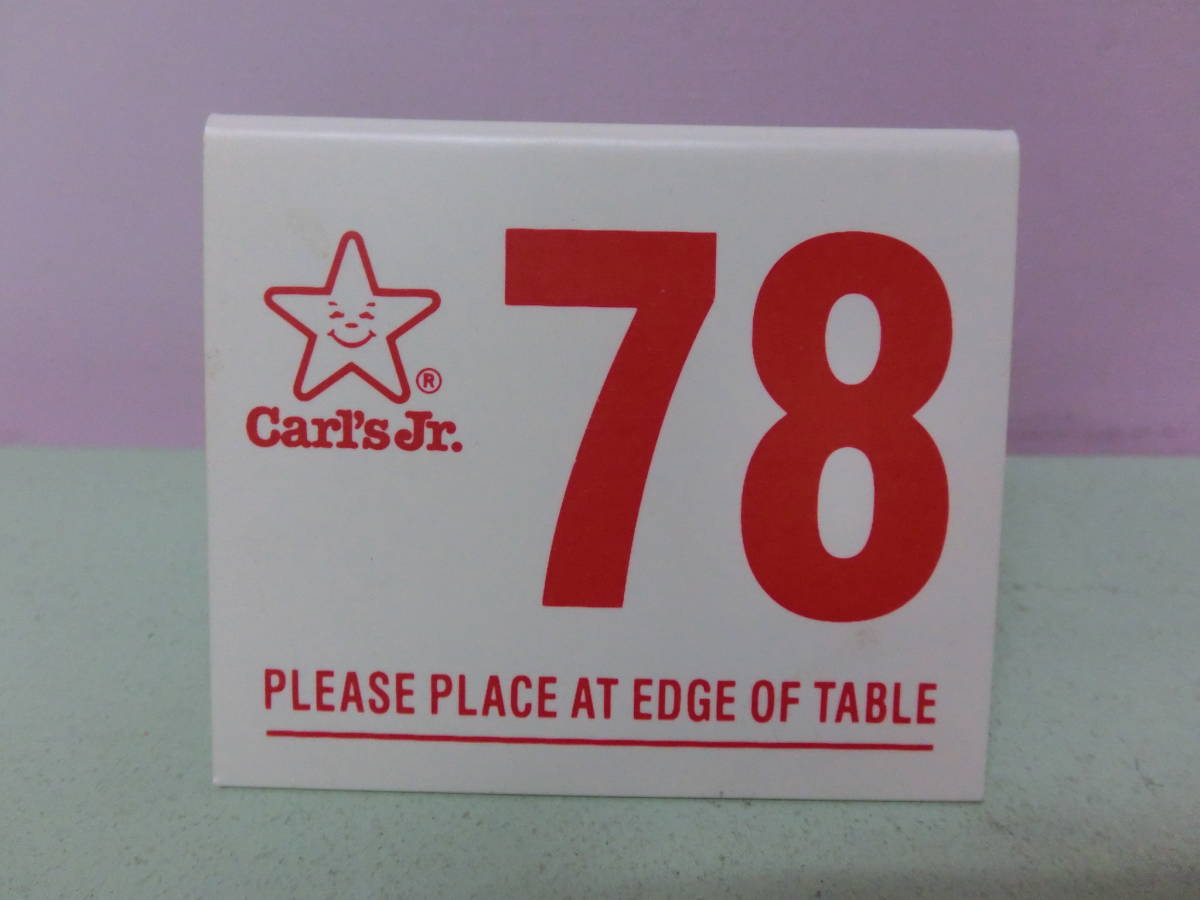 78
®
Carl's Jr.
PLEASE PLACE AT EDGE OF TABLE